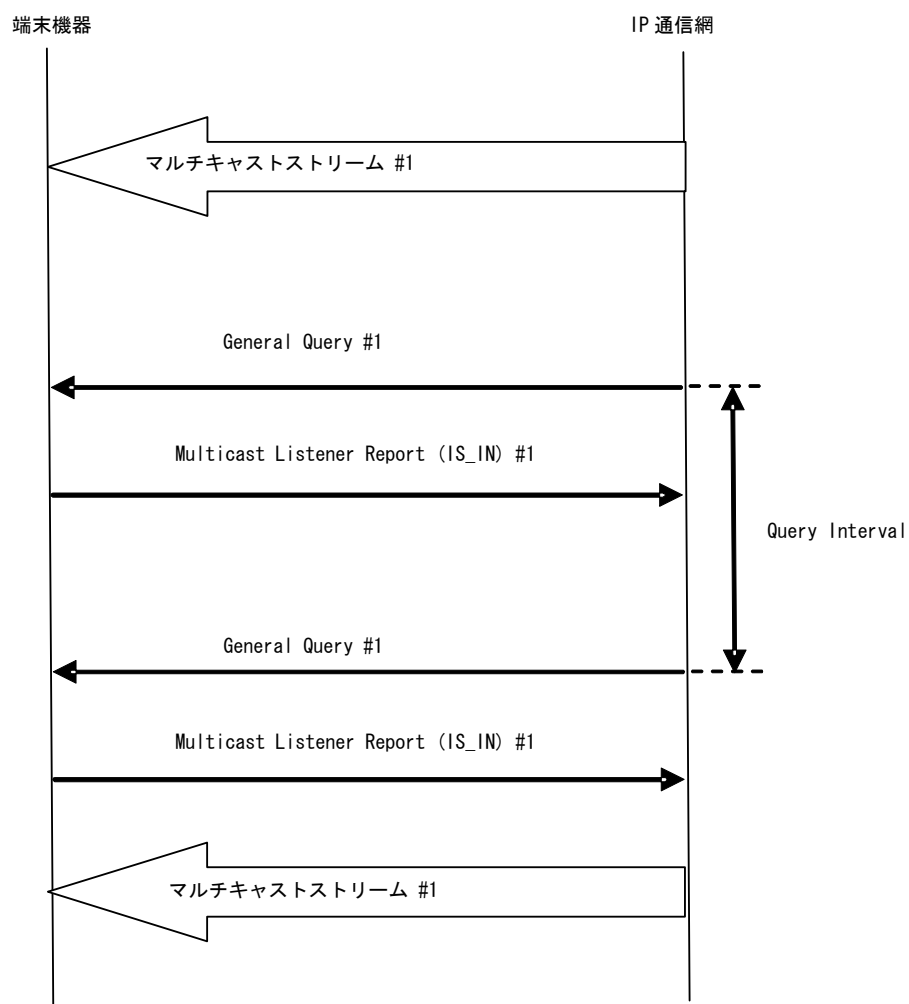 端末機器
IP 通信網
マルチキャストストリーム #1
General Query #1
Multicast Listener Report (IS_IN) #1
Query Interval
General Query #1
Multicast Listener Report (IS_IN) #1
マルチキャストストリーム #1